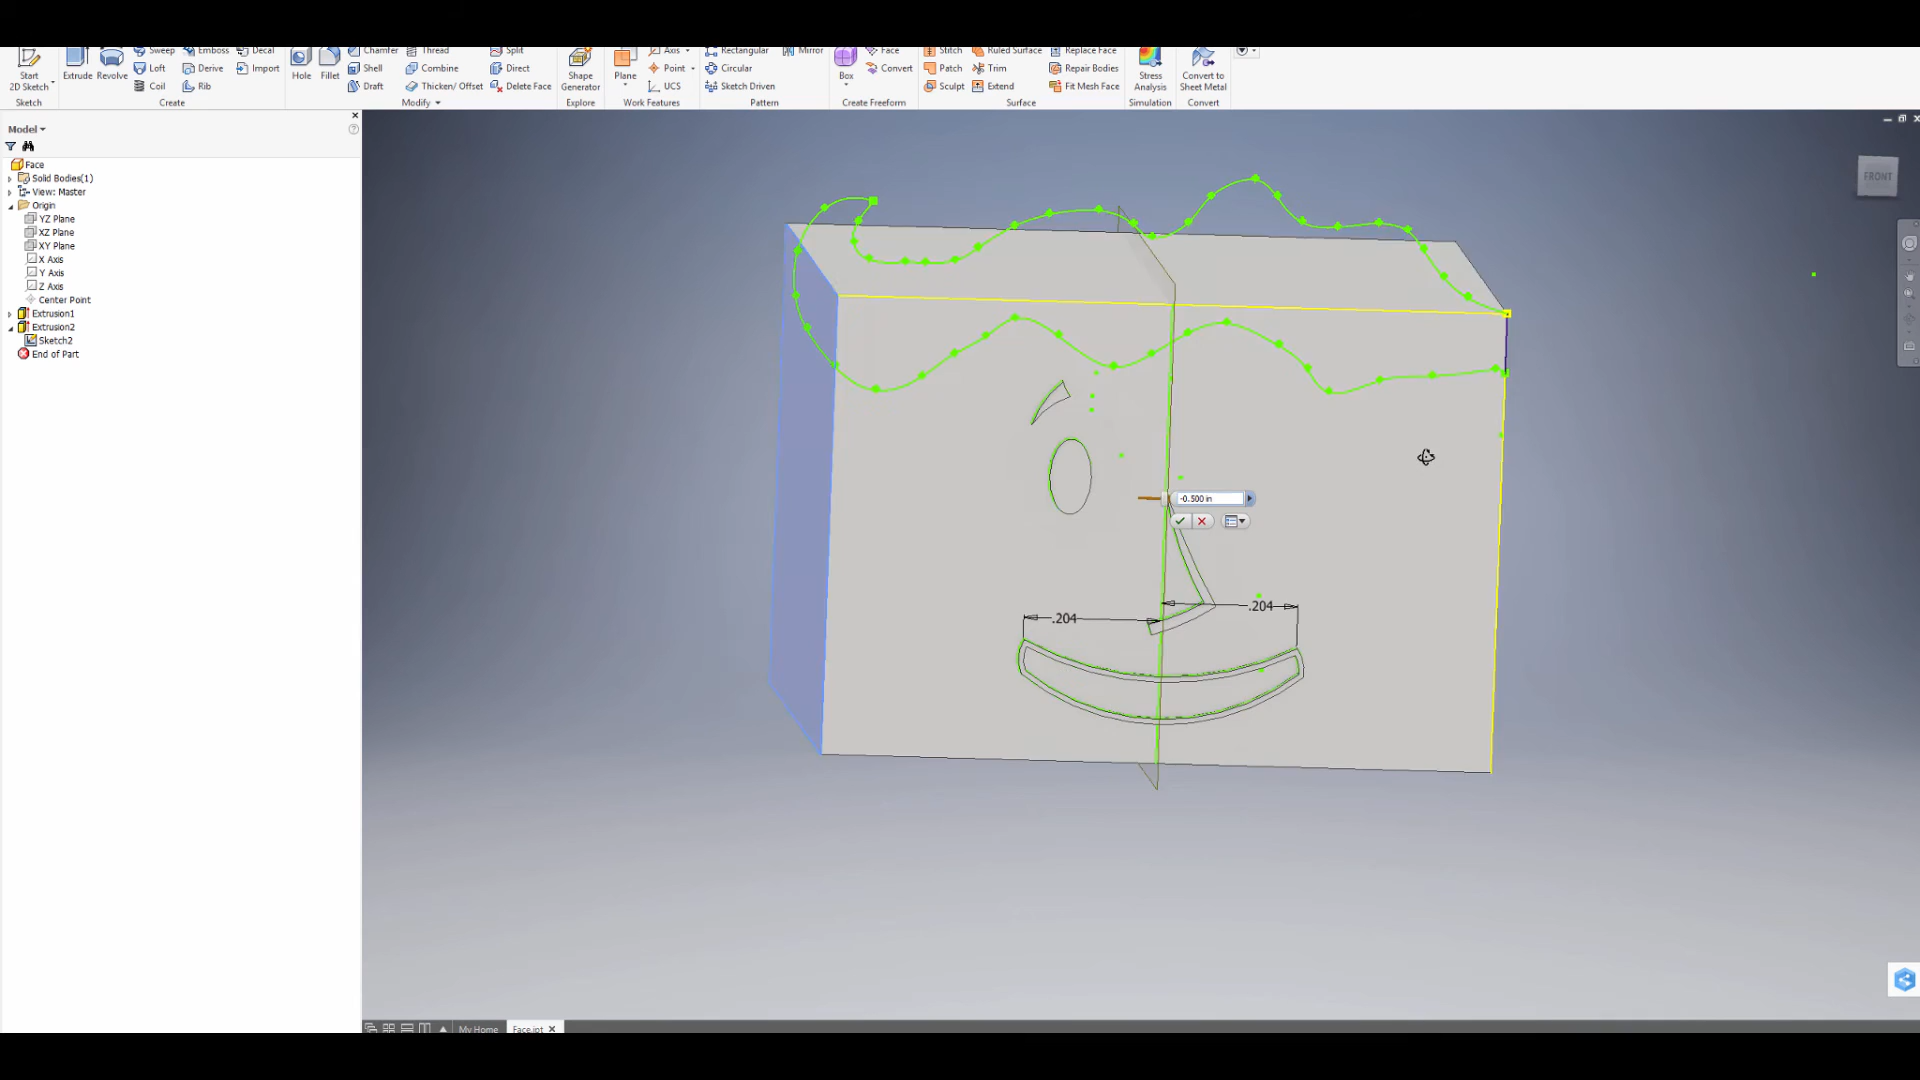 Sweep Emboss Decal Chamfer Thread Split Axis Rectangular Mirror Face Stitch Ruled Surface Replace Face
Start
2D Sketch Extrude Revolve Loft Derive Import Hole Fillet Shell Combine Direct Shape
Generator Plane Point Circular Box Convert Patch Trim Repair Bodies Stress
Analysis Convert to
Sheet Metal
Coil Rib Draft Thicken/ Offset Delete Face UCS Sketch Driven Sculpt Extend Fit Mesh Face
Sketch Create Modify Explore Work Features Pattern Create Freeform Surface Simulation Convert
Model
Face
Solid Bodies(1)
View: Master
Origin
YZ Plane
XZ Plane
XY Plane
X Axis
Y Axis
Z Axis
Center Point
Extrusion1
Extrusion2
Sketch2
End of Part
FRONT
-0.500 in
.204
.204
My Home Face.ipt